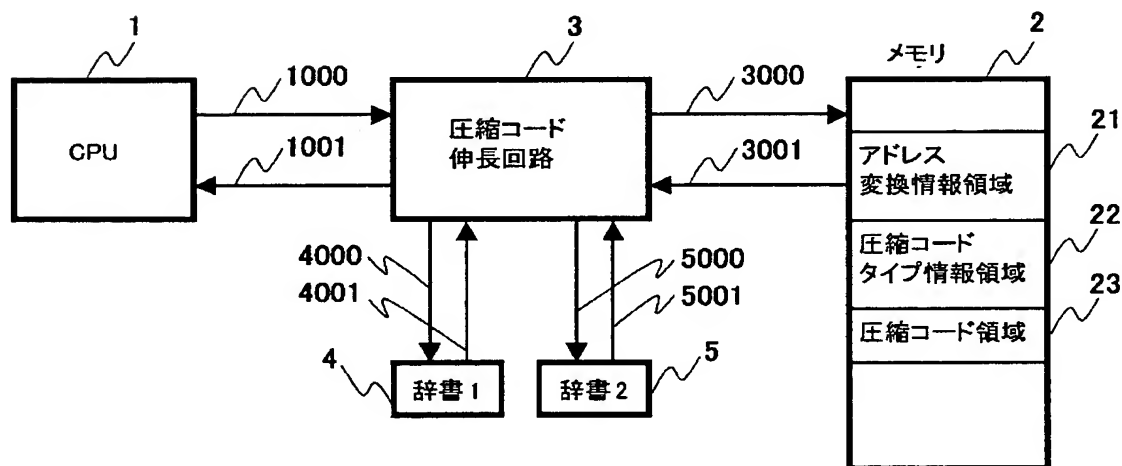 1
3
メモリ
2
1000
3000
CPU
1001
圧縮コード
伸長回路
3001
21
アドレス
変換情報領域
22
圧縮コード
タイプ情報領域
23
圧縮コード領域
4000
4001
5000
5001
4
辞書1
5
辞書2